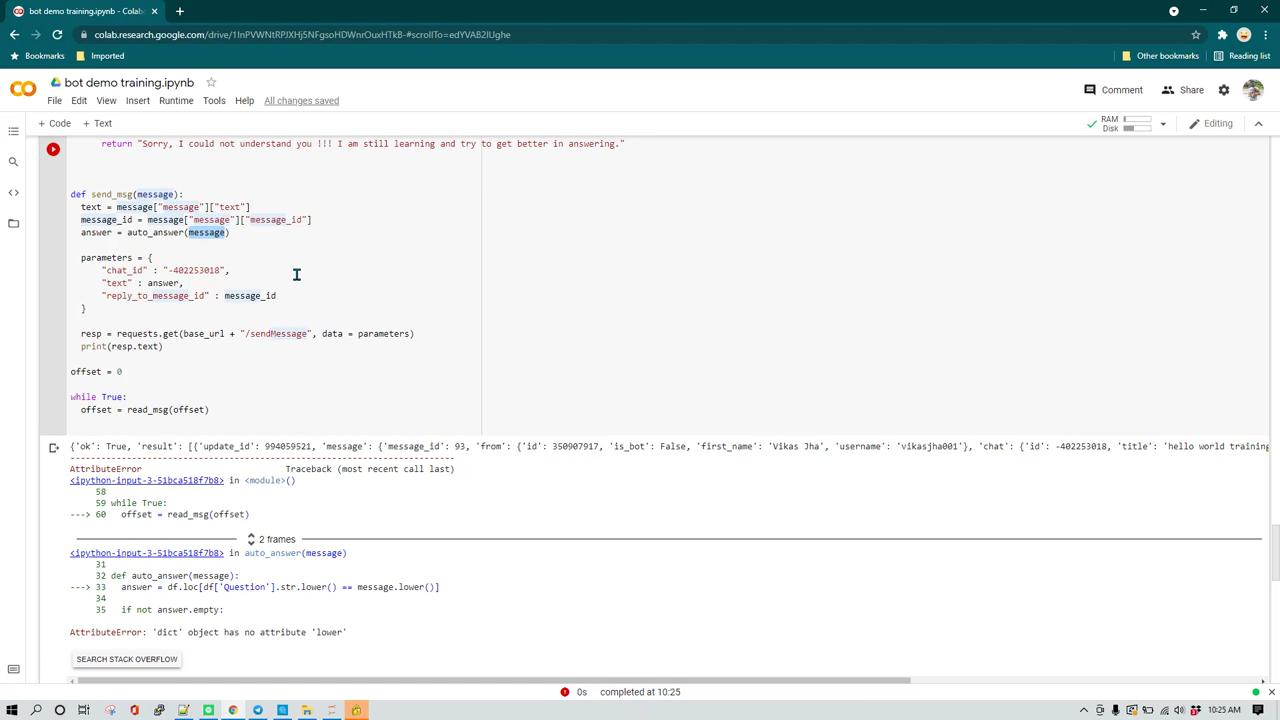 bot demo training.ipynb - Colab
colab.research.google.com/drive/1InPVWNtRPJXHj5NFgsoHDWnrOuxHTkB-#scrollTo=edYVAB2lUghe
Bookmarks
Imported
Other bookmarks
Reading list
bot demo training.ipynb
File Edit View Insert Runtime Tools Help All changes saved
Comment
Share
+ Code + Text
RAM
Disk
Editing
return "Sorry, I could not understand you !!! I am still learning and try to get better in answering."
def send_msg(message):
text = message["message"]["text"]
message_id = message["message"]["message_id"]
answer = auto_answer(message)
parameters = {
"chat_id" : "-402253018",
"text" : answer,
"reply_to_message_id" : message_id
}
resp = requests.get(base_url + "/sendMessage", data = parameters)
print(resp.text)
offset = 0
while True:
offset = read_msg(offset)
{'ok': True, 'result': [{'update_id': 994059521, 'message': {'message_id': 93, 'from': {'id': 350907917, 'is_bot': False, 'first_name': 'Vikas Jha', 'username': 'vikasjha001'}, 'chat': {'id': -402253018, 'title': 'hello world training
---------------------------------------------------------------------------
AttributeError Traceback (most recent call last)
<ipython-input-3-51bca518f7b8> in <module>()
58
59 while True:
---> 60 offset = read_msg(offset)
2 frames
<ipython-input-3-51bca518f7b8> in auto_answer(message)
31
32 def auto_answer(message):
---> 33 answer = df.loc[df['Question'].str.lower() == message.lower()]
34
35 if not answer.empty:
AttributeError: 'dict' object has no attribute 'lower'
SEARCH STACK OVERFLOW
0s completed at 10:25
10:25 AM